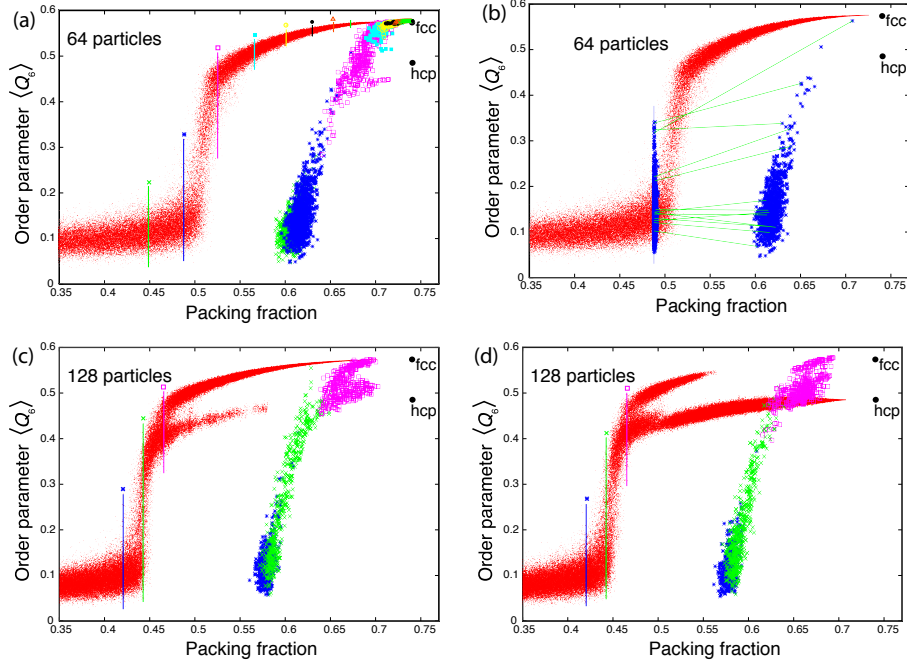 (a)
64 particles
fcc
hcp
Order parameter ⟨Q6⟩
0.6
0.5
0.4
0.3
0.2
0.1
0
0.35 0.4 0.45 0.5 0.55 0.6 0.65 0.7 0.75
Packing fraction
(b)
64 particles
fcc
hcp
Order parameter ⟨Q6⟩
0.6
0.5
0.4
0.3
0.2
0.1
0
0.35 0.4 0.45 0.5 0.55 0.6 0.65 0.7 0.75
Packing fraction
(c)
128 particles
fcc
hcp
Order parameter ⟨Q6⟩
0.6
0.5
0.4
0.3
0.2
0.1
0
0.35 0.4 0.45 0.5 0.55 0.6 0.65 0.7 0.75
Packing fraction
(d)
128 particles
fcc
hcp
Order parameter ⟨Q6⟩
0.6
0.5
0.4
0.3
0.2
0.1
0
0.35 0.4 0.45 0.5 0.55 0.6 0.65 0.7 0.75
Packing fraction